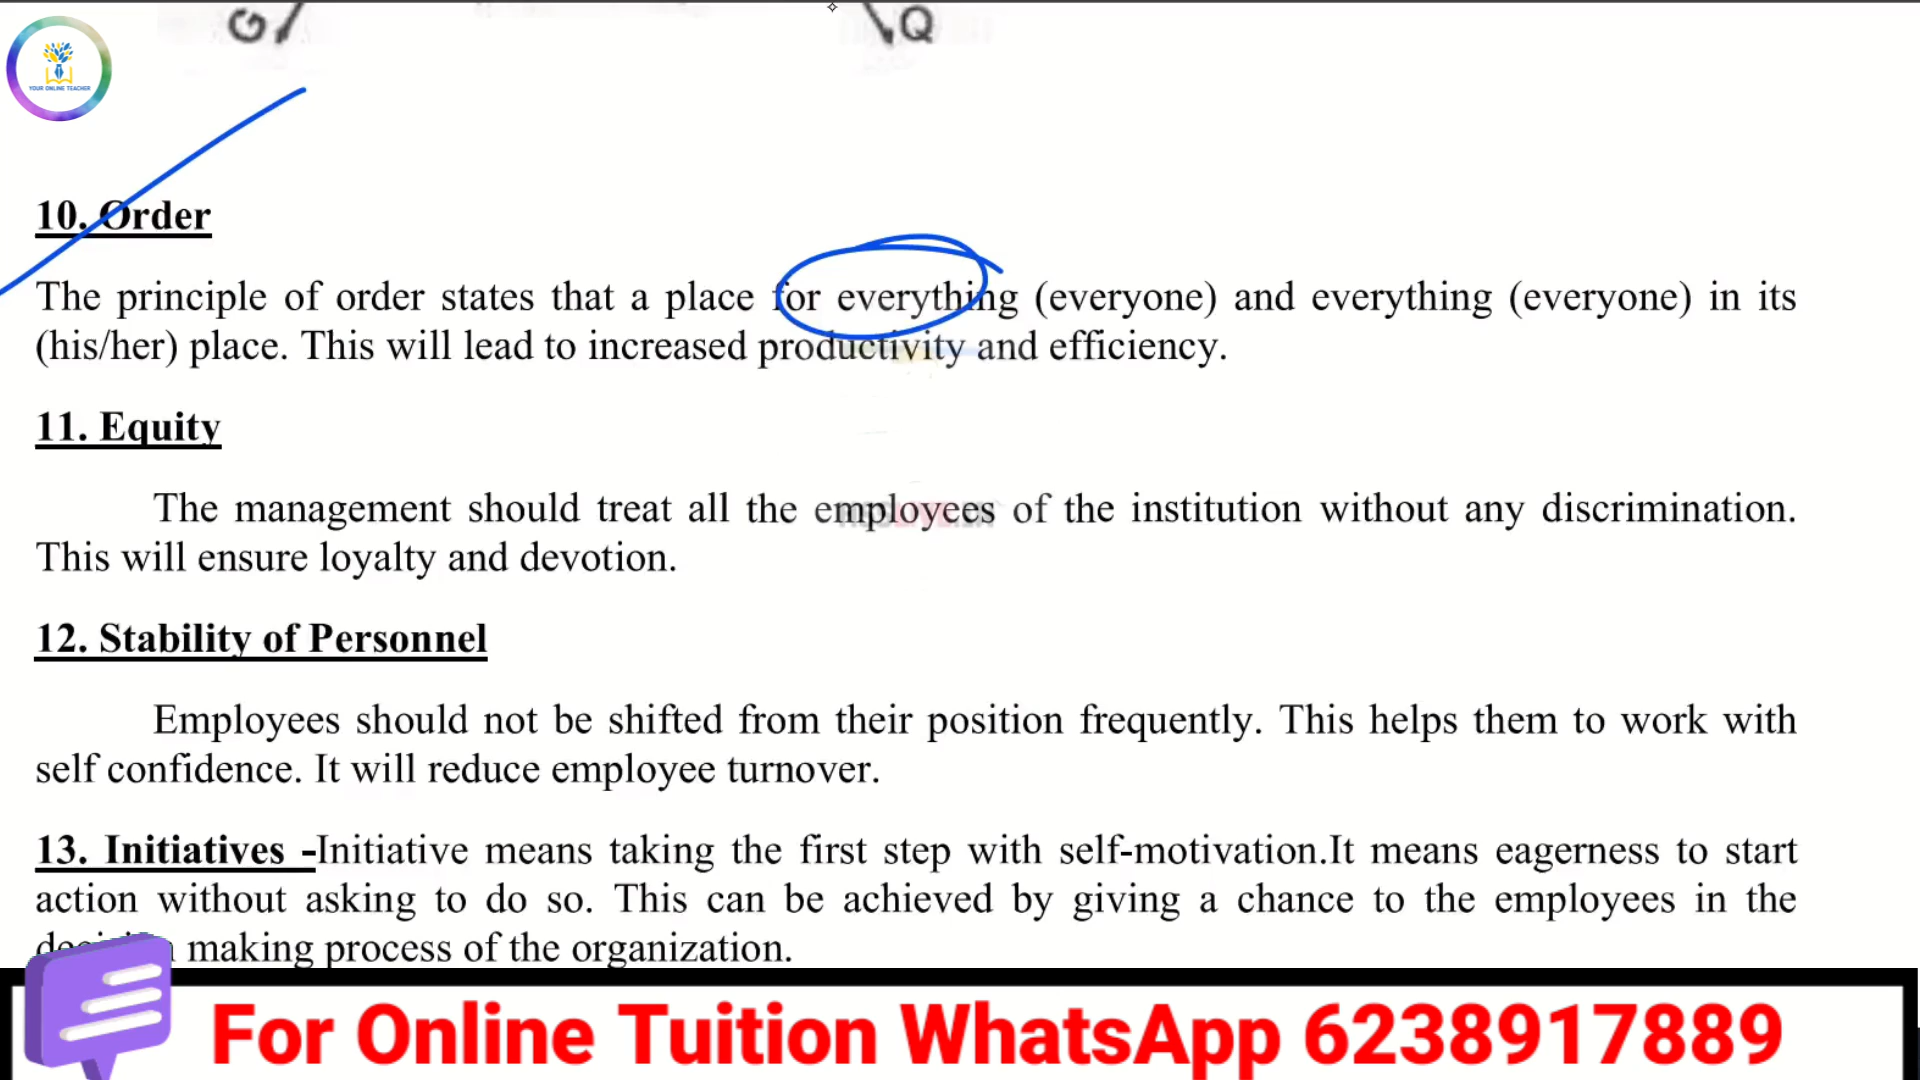 G Q
YOUR ONLINE TEACHER
10. Order
The principle of order states that a place for everything (everyone) and everything (everyone) in its
(his/her) place. This will lead to increased productivity and efficiency.
11. Equity
The management should treat all the employees of the institution without any discrimination.
This will ensure loyalty and devotion.
12. Stability of Personnel
Employees should not be shifted from their position frequently. This helps them to work with
self confidence. It will reduce employee turnover.
13. Initiatives -Initiative means taking the first step with self-motivation.It means eagerness to start
action without asking to do so. This can be achieved by giving a chance to the employees in the
making process of the organization.
For Online Tuition WhatsApp 6238917889